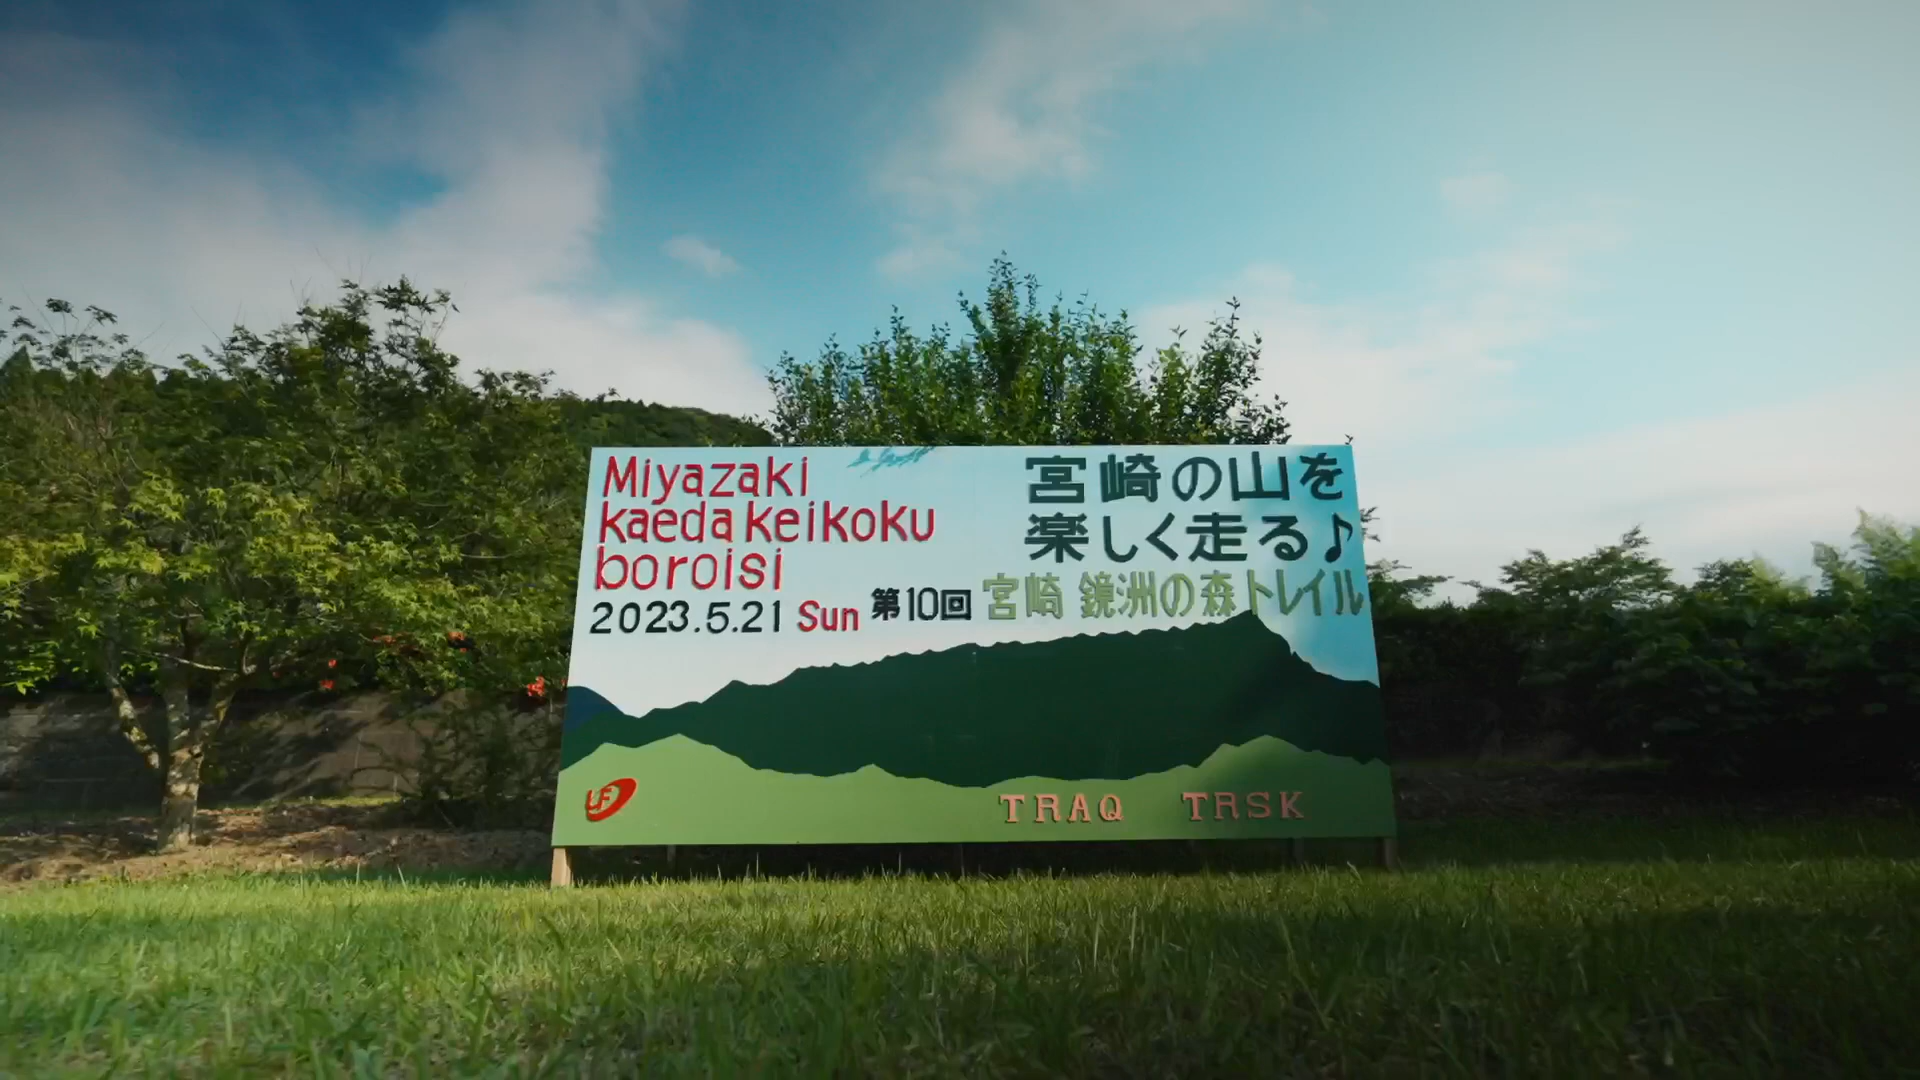 Miyazaki
kaeda keikoku
boroisi
宮崎の山を
楽しく走る♪
2023.5.21 Sun 第10回 宮崎 鏡洲の森トレイル
UF
TRAQ TRSK